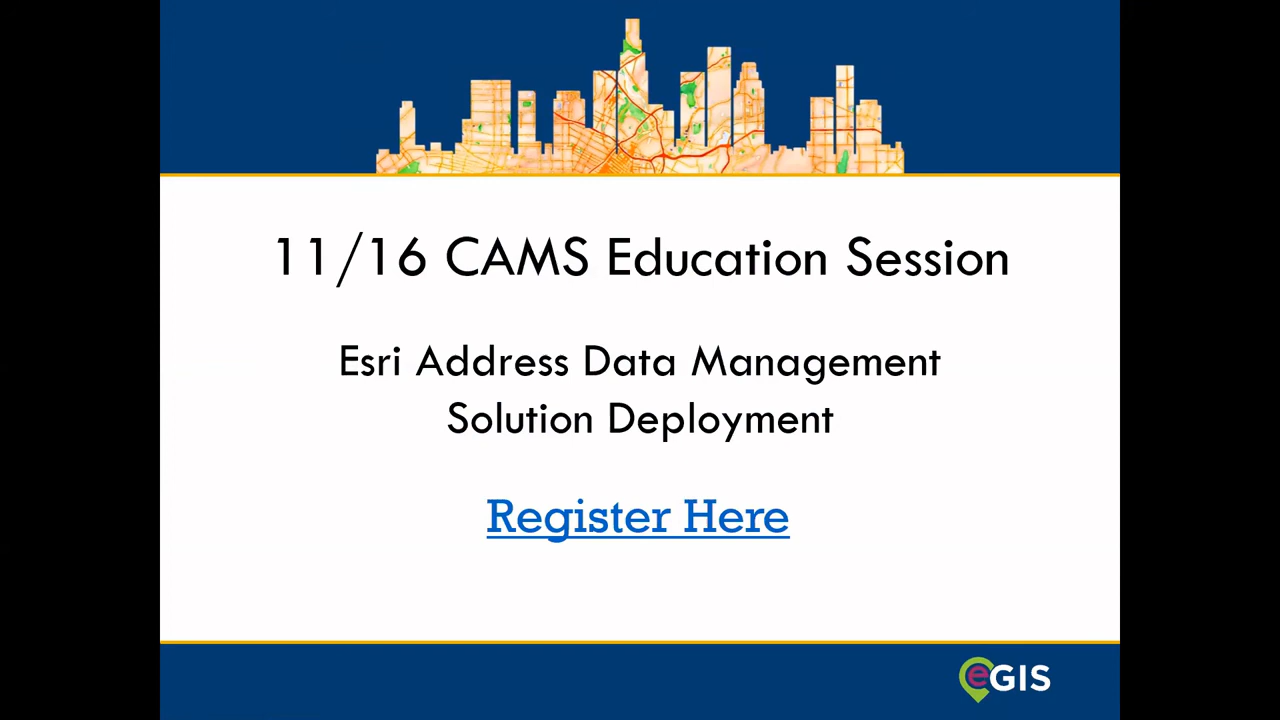 11/16 CAMS Education Session
Esri Address Data Management
Solution Deployment
Register Here
eGIS